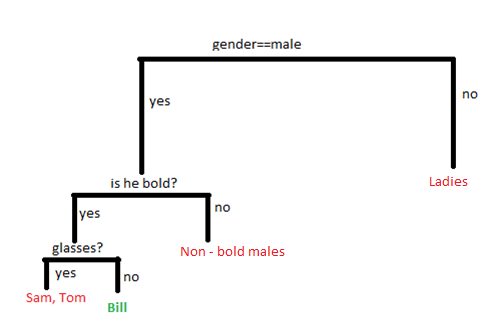 gender==male
yes
no
is he bold?
Ladies
yes
no
glasses?
Non - bold males
yes
no
Sam, Tom
Bill